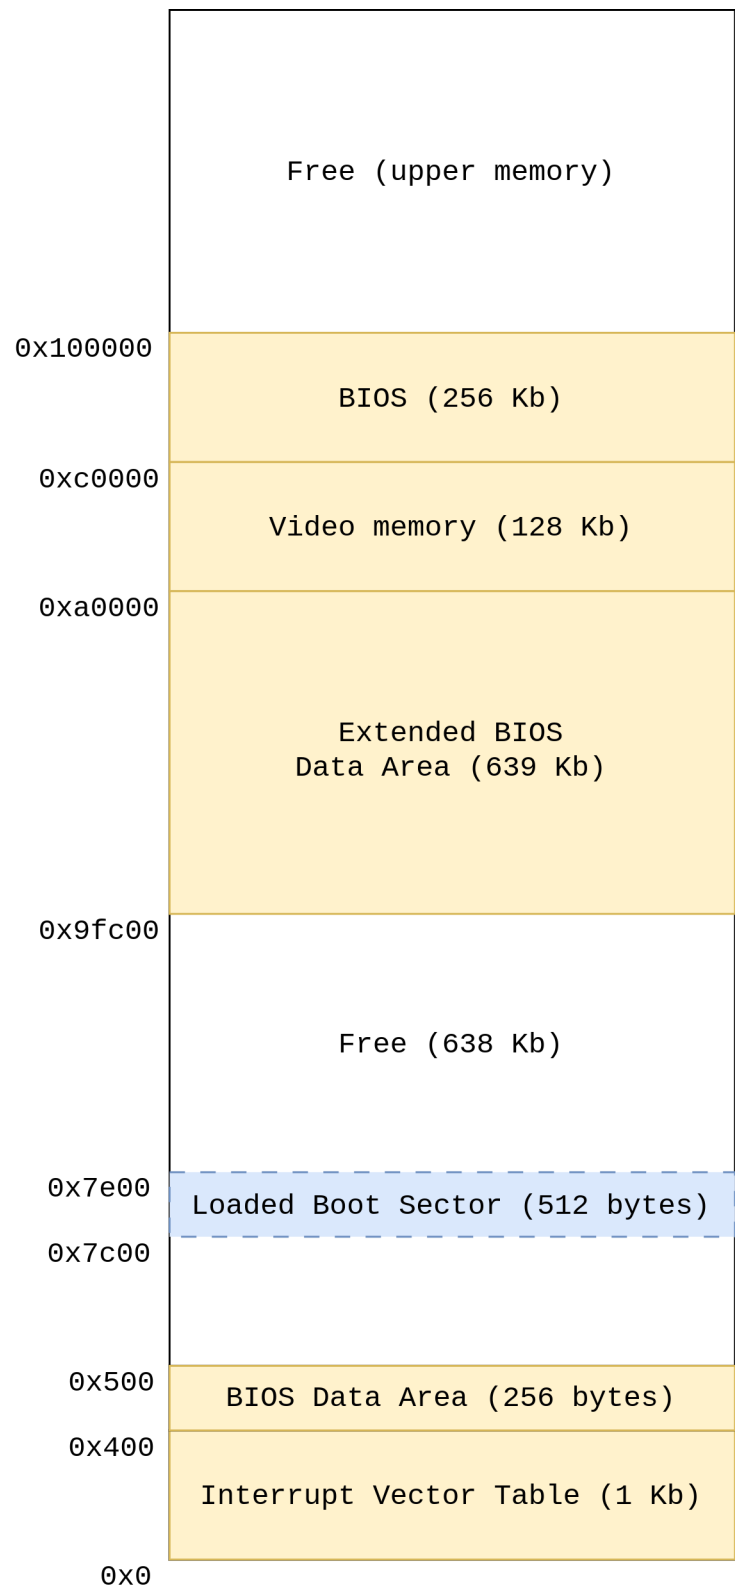 Free (upper memory)
0x100000
BIOS (256 Kb)
0xc0000
Video memory (128 Kb)
0xa0000
Extended BIOS
Data Area (639 Kb)
0x9fc00
Free (638 Kb)
0x7e00
Loaded Boot Sector (512 bytes)
0x7c00
0x500
BIOS Data Area (256 bytes)
0x400
Interrupt Vector Table (1 Kb)
0x0